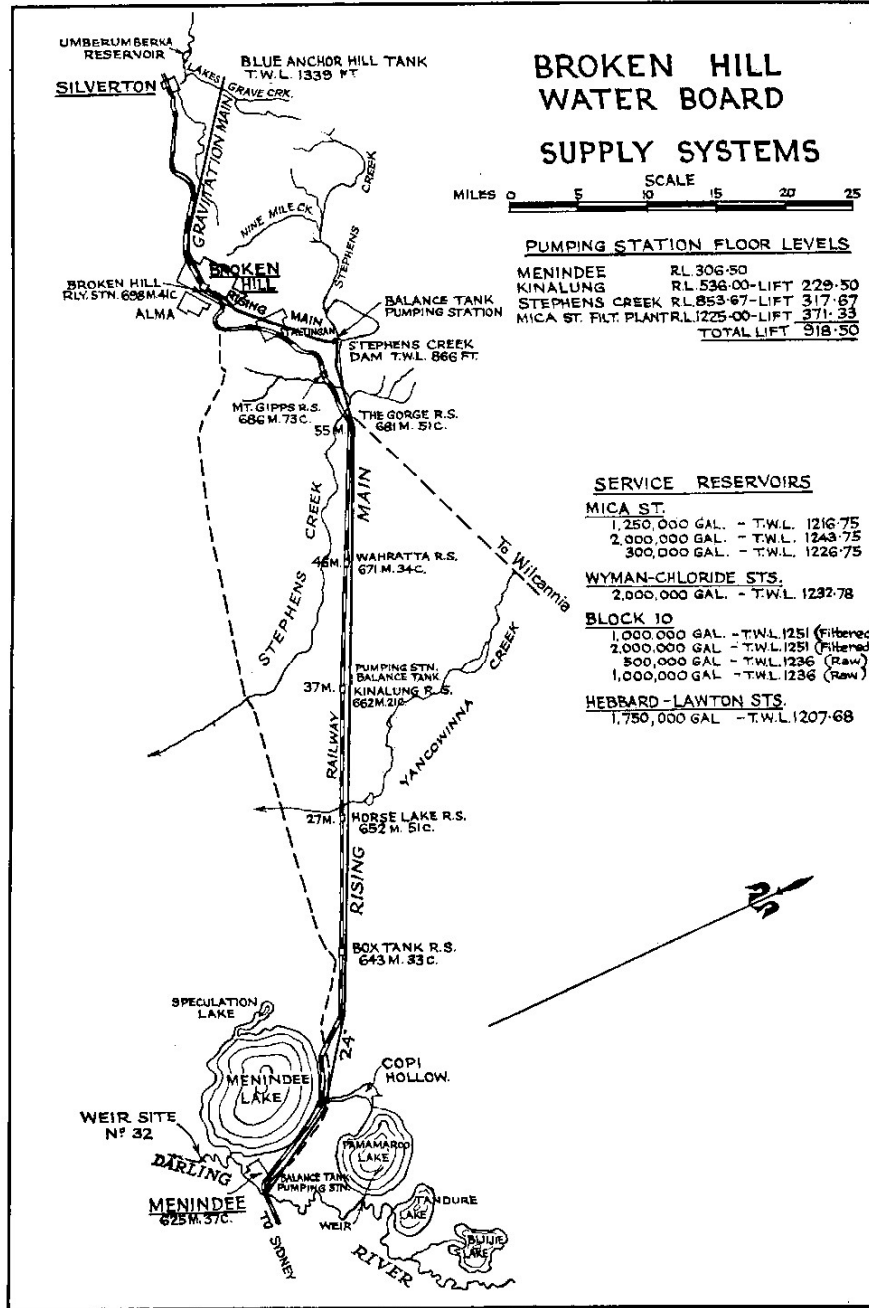 BROKEN HILL
WATER BOARD
SUPPLY SYSTEMS
SCALE
MILES 0 5 10 15 20 25
PUMPING STATION FLOOR LEVELS
MENINDEE R.L. 306·50
KINALUNG R.L. 536·00-LIFT 229·50
STEPHENS CREEK R.L. 853·67-LIFT 317·67
MICA ST. FILT. PLANT R.L. 1225·00-LIFT 371·33
TOTAL LIFT 918·50
SERVICE RESERVOIRS
MICA ST.
1,250,000 GAL. - T.W.L. 1216·75
2,000,000 GAL. - T.W.L. 1243·75
300,000 GAL. - T.W.L. 1226·75
WYMAN-CHLORIDE STS.
2,000,000 GAL. - T.W.L. 1232·78
BLOCK 10
1,000,000 GAL. - T.W.L. 1251 (Filtered
2,000,000 GAL. - T.W.L. 1251 (Filtered
500,000 GAL - T.W.L. 1236 (Raw)
1,000,000 GAL. - T.W.L. 1236 (Raw)
HEBBARD-LAWTON STS.
1,750,000 GAL - T.W.L. 1207·68
UMBERUMBERKA
RESERVOIR
SILVERTON
BLUE ANCHOR HILL TANK
T.W.L. 1339 FT
LAKES
GRAVE CRK.
GRAVITATION MAIN
NINE MILE CK.
STEPHENS
CREEK
BROKEN
HILL
BROKEN HILL
RLY. STN. 698 M. 41C.
ALMA
RISING
MAIN
BALANCE TANK
PUMPING STATION
STEPHENS CREEK
DAM T.W.L. 866 FT.
MT. GIPPS R.S.
686 M. 73C.
55 M.
THE GORGE R.S.
681 M. 51C.
MAIN
STEPHENS CREEK
To Wilcannia
46 M.
WAHRATTA R.S.
671 M. 34C.
PUMPING STN.
BALANCE TANK
37M.
KINALUNG R.S.
662 M. 21C.
YANCOWINNA CREEK
RAILWAY
27M.
HORSE LAKE R.S.
652 M. 51C.
RISING
BOX TANK R.S.
643 M. 33 C.
SPECULATION
LAKE
24"
MENINDEE
LAKE
COPI
HOLLOW.
WEIR SITE
Nº 32
PAMAMAROO
LAKE
DARLING
BALANCE TANK
PUMPING STN.
MENINDEE
625 M. 37C.
TO SYDNEY
WEIR
TANDURE
LAKE
RIVER
BIJIJIE
LAKE